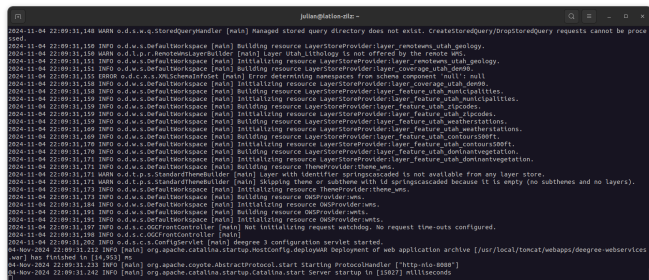 julian@lation-zilz: ~
2024-11-04 22:09:31,148 WARN o.d.s.w.q.StoredQueryHandler [main] Managed stored query directory does not exist. CreateStoredQuery/DropStoredQuery requests cannot be proce
ssed.
2024-11-04 22:09:31,150 INFO o.d.w.s.DefaultWorkspace [main] Building resource LayerStoreProvider:layer_remotewms_utah_geology.
2024-11-04 22:09:31,150 WARN o.d.l.p.r.RemoteWmsLayerBuilder [main] Layer Utah_Lithology is not offered by the remote WMS.
2024-11-04 22:09:31,151 INFO o.d.w.s.DefaultWorkspace [main] Initializing resource LayerStoreProvider:layer_remotewms_utah_geology.
2024-11-04 22:09:31,151 INFO o.d.w.s.DefaultWorkspace [main] Building resource LayerStoreProvider:layer_coverage_utah_dem90.
2024-11-04 22:09:31,155 ERROR o.d.c.x.s.XMLSchemaInfoSet [main] Error determining namespaces from schema component 'null': null
2024-11-04 22:09:31,158 INFO o.d.w.s.DefaultWorkspace [main] Initializing resource LayerStoreProvider:layer_coverage_utah_dem90.
2024-11-04 22:09:31,158 INFO o.d.w.s.DefaultWorkspace [main] Building resource LayerStoreProvider:layer_feature_utah_municipalities.
2024-11-04 22:09:31,159 INFO o.d.w.s.DefaultWorkspace [main] Initializing resource LayerStoreProvider:layer_feature_utah_municipalities.
2024-11-04 22:09:31,159 INFO o.d.w.s.DefaultWorkspace [main] Building resource LayerStoreProvider:layer_feature_utah_zipcodes.
2024-11-04 22:09:31,159 INFO o.d.w.s.DefaultWorkspace [main] Initializing resource LayerStoreProvider:layer_feature_utah_zipcodes.
2024-11-04 22:09:31,159 INFO o.d.w.s.DefaultWorkspace [main] Building resource LayerStoreProvider:layer_feature_utah_weatherstations.
2024-11-04 22:09:31,169 INFO o.d.w.s.DefaultWorkspace [main] Initializing resource LayerStoreProvider:layer_feature_utah_weatherstations.
2024-11-04 22:09:31,169 INFO o.d.w.s.DefaultWorkspace [main] Building resource LayerStoreProvider:layer_feature_utah_contours500ft.
2024-11-04 22:09:31,170 INFO o.d.w.s.DefaultWorkspace [main] Initializing resource LayerStoreProvider:layer_feature_utah_contours500ft.
2024-11-04 22:09:31,170 INFO o.d.w.s.DefaultWorkspace [main] Building resource LayerStoreProvider:layer_feature_utah_dominantvegetation.
2024-11-04 22:09:31,171 INFO o.d.w.s.DefaultWorkspace [main] Initializing resource LayerStoreProvider:layer_feature_utah_dominantvegetation.
2024-11-04 22:09:31,171 INFO o.d.w.s.DefaultWorkspace [main] Building resource ThemeProvider:theme_wms.
2024-11-04 22:09:31,171 WARN o.d.t.p.s.StandardThemeBuilder [main] Layer with identifier springscascaded is not available from any layer store.
2024-11-04 22:09:31,171 WARN o.d.t.p.s.StandardThemeBuilder [main] Skipping theme or subtheme with id springscascaded because it is empty (no subthemes and no layers).
2024-11-04 22:09:31,173 INFO o.d.w.s.DefaultWorkspace [main] Initializing resource ThemeProvider:theme_wms.
2024-11-04 22:09:31,173 INFO o.d.w.s.DefaultWorkspace [main] Building resource OWSProvider:wms.
2024-11-04 22:09:31,184 INFO o.d.w.s.DefaultWorkspace [main] Initializing resource OWSProvider:wms.
2024-11-04 22:09:31,191 INFO o.d.w.s.DefaultWorkspace [main] Building resource OWSProvider:wmts.
2024-11-04 22:09:31,191 INFO o.d.w.s.DefaultWorkspace [main] Initializing resource OWSProvider:wmts.
2024-11-04 22:09:31,197 INFO o.d.s.c.OGCFrontController [main] Not initializing request watchdog. No request time-outs configured.
2024-11-04 22:09:31,198 INFO o.d.s.c.OGCFrontController [main]
2024-11-04 22:09:31,202 INFO o.d.s.c.s.ConfigServlet [main] deegree 3 configuration servlet started.
04-Nov-2024 22:09:31.212 INFO [main] org.apache.catalina.startup.HostConfig.deployWAR Deployment of web application archive [/usr/local/tomcat/webapps/deegree-webservices
.war] has finished in [14,953] ms
04-Nov-2024 22:09:31.233 INFO [main] org.apache.coyote.AbstractProtocol.start Starting ProtocolHandler ["http-nio-8080"]
04-Nov-2024 22:09:31.242 INFO [main] org.apache.catalina.startup.Catalina.start Server startup in [15027] milliseconds